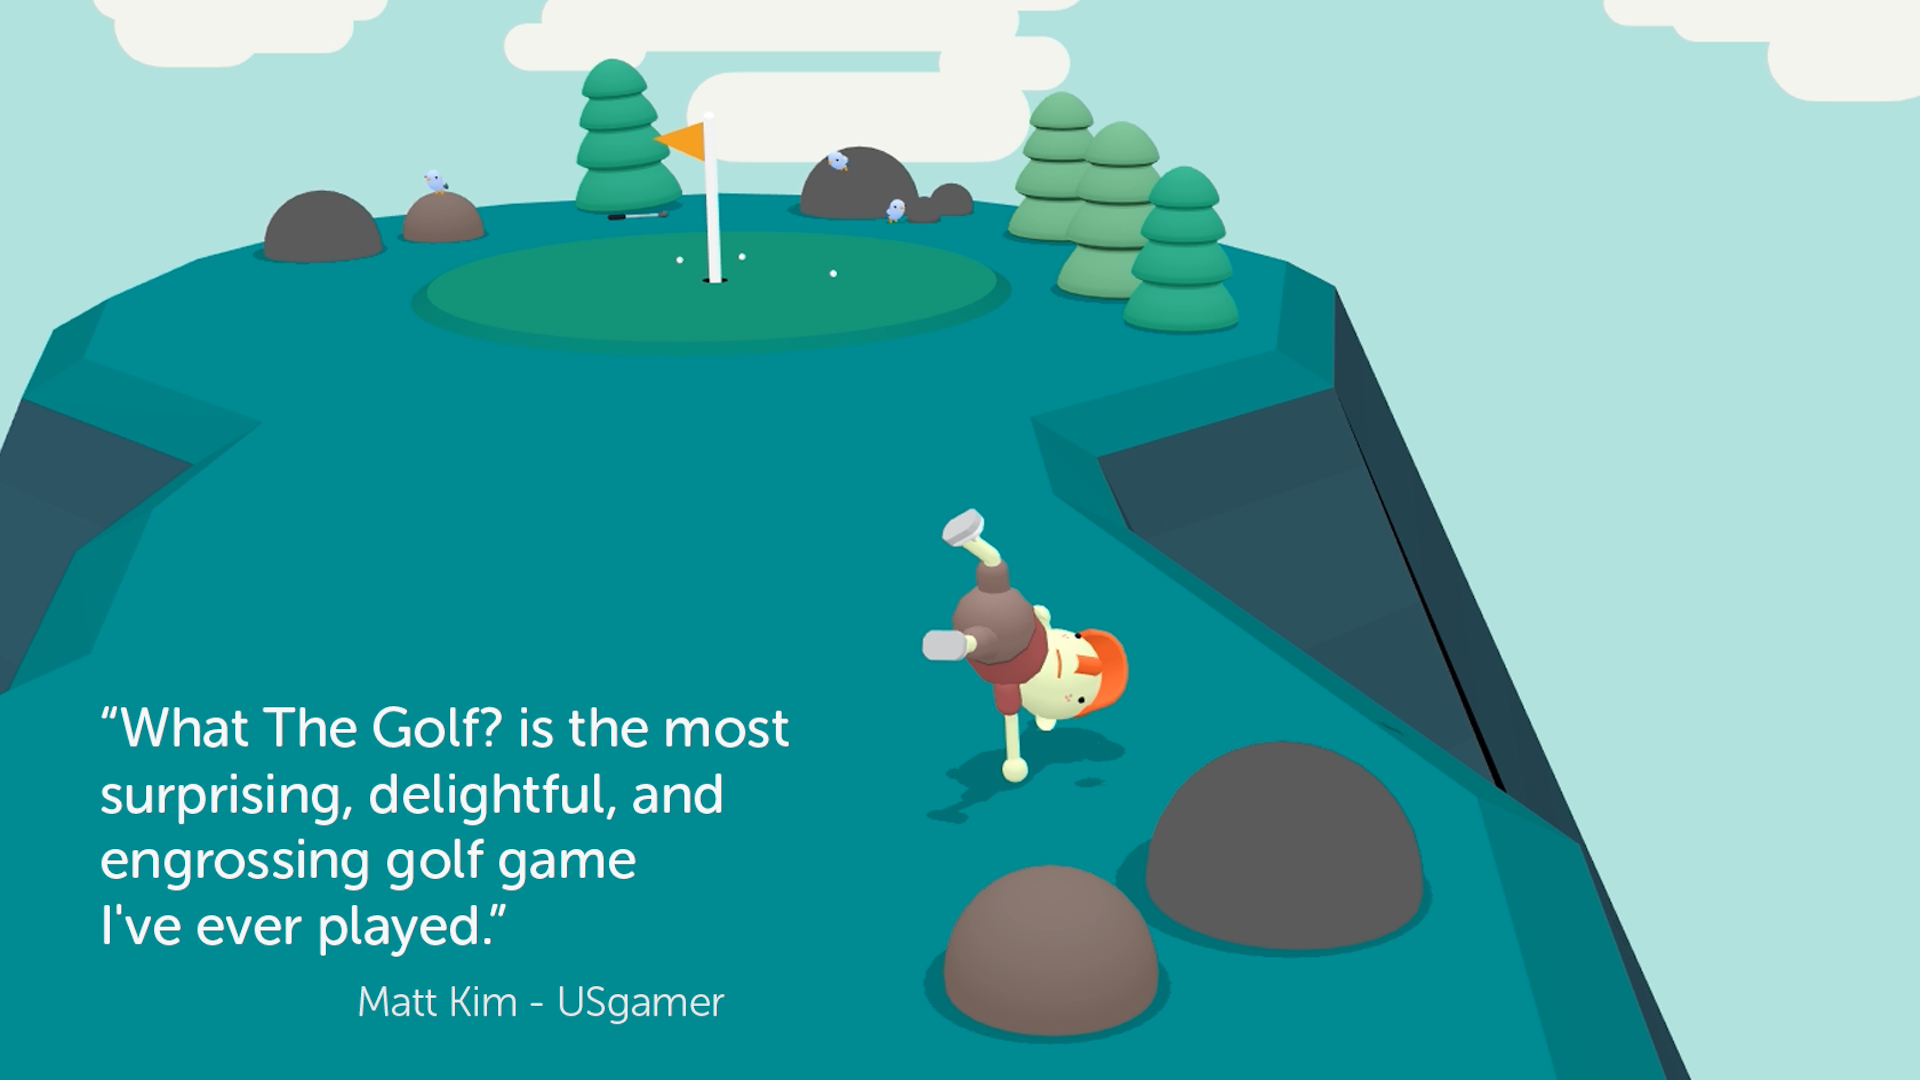 “What The Golf? is the most
surprising, delightful, and
engrossing golf game
I've ever played.”
Matt Kim - USgamer